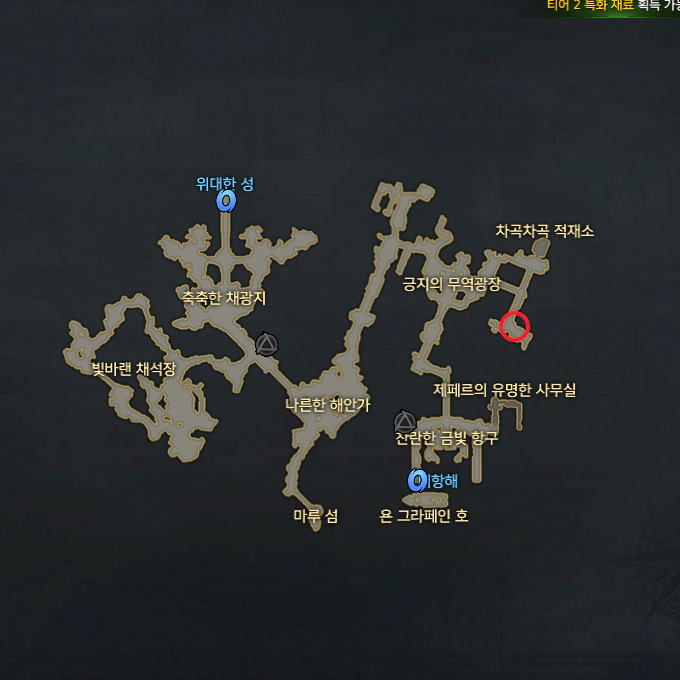 티어 2 특화 재료 획득 가능
위대한 성
차곡차곡 적재소
긍지의 무역광장
축축한 채광지
빛바랜 채석장
제페르의 유명한 사무실
나른한 해안가
찬란한 금빛 항구
항해
마루 섬
욘 그라페인 호